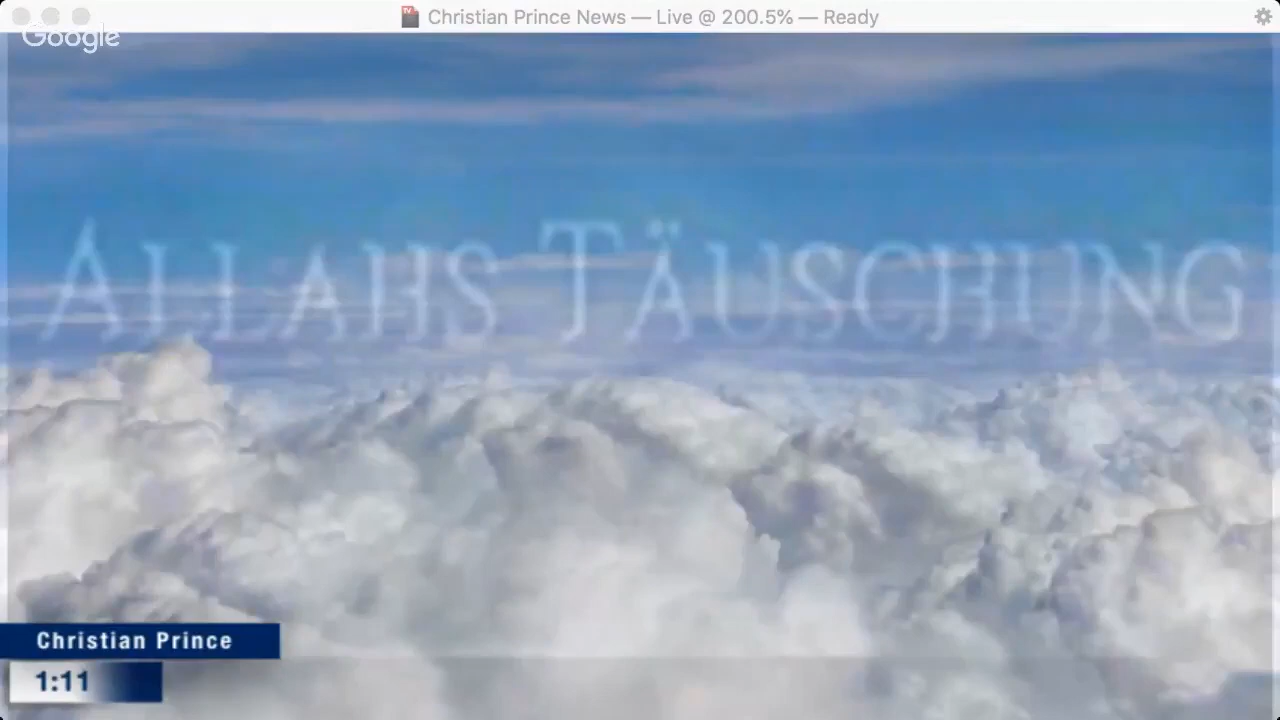 Christian Prince News — Live @ 200.5% — Ready
Google
ALLAHS TÄUSCHUNG
Christian Prince
1:11